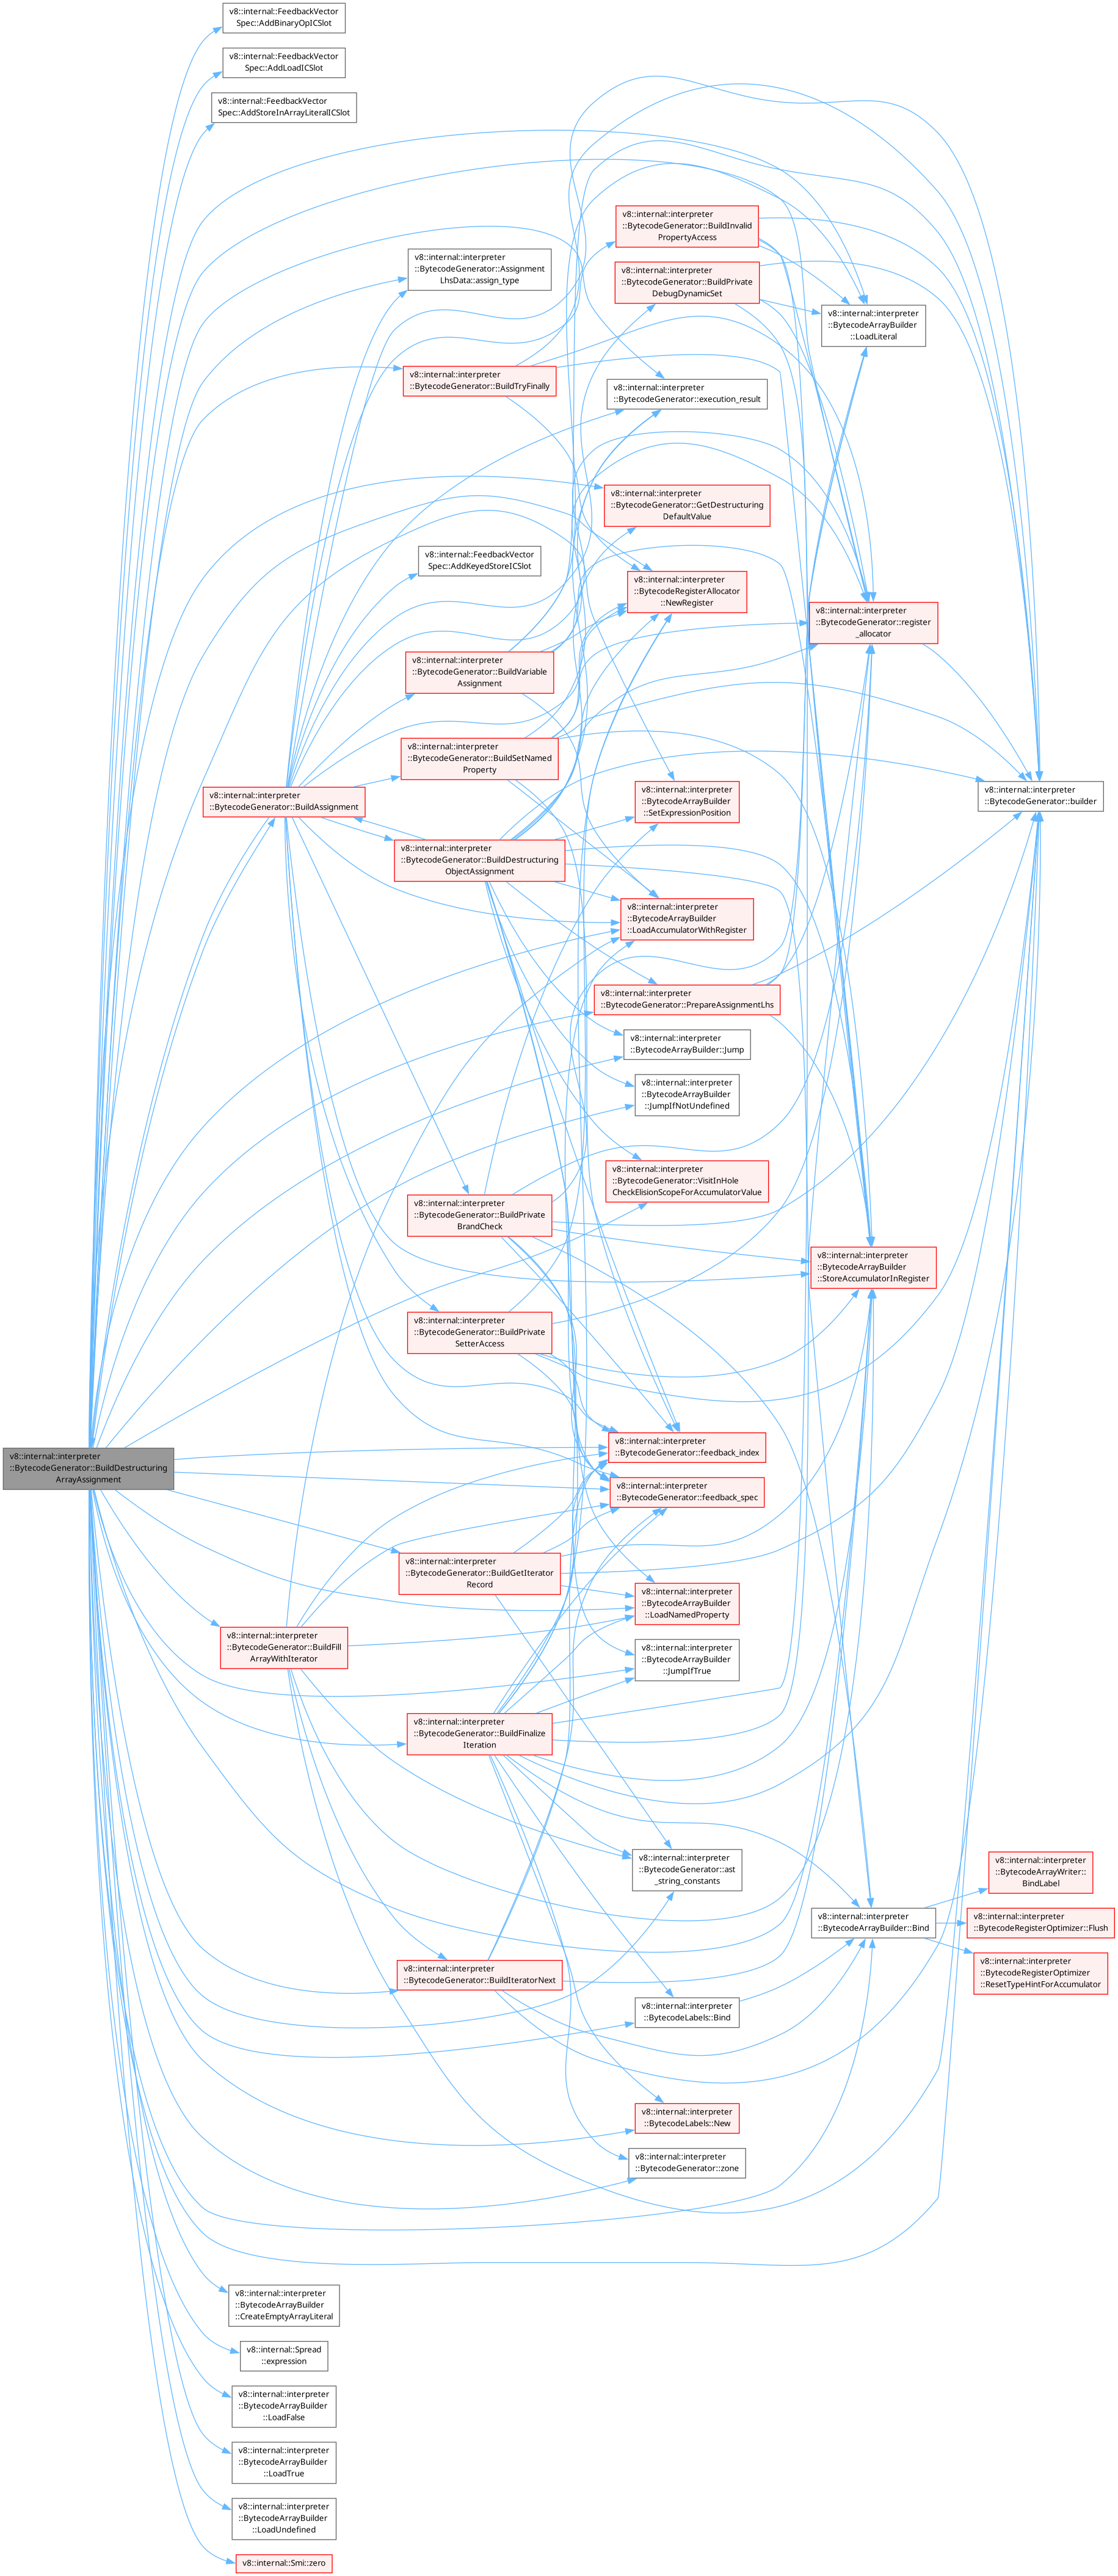 v8::internal::FeedbackVector
Spec::AddBinaryOpICSlot
v8::internal::FeedbackVector
Spec::AddLoadICSlot
v8::internal::FeedbackVector
Spec::AddStoreInArrayLiteralICSlot
v8::internal::interpreter
::BytecodeGenerator::BuildInvalid
PropertyAccess
v8::internal::interpreter
::BytecodeGenerator::Assignment
LhsData::assign_type
v8::internal::interpreter
::BytecodeGenerator::BuildPrivate
DebugDynamicSet
v8::internal::interpreter
::BytecodeArrayBuilder
::LoadLiteral
v8::internal::interpreter
::BytecodeGenerator::BuildTryFinally
v8::internal::interpreter
::BytecodeGenerator::execution_result
v8::internal::interpreter
::BytecodeGenerator::GetDestructuring
DefaultValue
v8::internal::FeedbackVector
Spec::AddKeyedStoreICSlot
v8::internal::interpreter
::BytecodeRegisterAllocator
::NewRegister
v8::internal::interpreter
::BytecodeGenerator::register
_allocator
v8::internal::interpreter
::BytecodeGenerator::BuildVariable
Assignment
v8::internal::interpreter
::BytecodeGenerator::BuildSetNamed
Property
v8::internal::interpreter
::BytecodeGenerator::BuildAssignment
v8::internal::interpreter
::BytecodeArrayBuilder
::SetExpressionPosition
v8::internal::interpreter
::BytecodeGenerator::builder
v8::internal::interpreter
::BytecodeGenerator::BuildDestructuring
ObjectAssignment
v8::internal::interpreter
::BytecodeArrayBuilder
::LoadAccumulatorWithRegister
v8::internal::interpreter
::BytecodeGenerator::PrepareAssignmentLhs
v8::internal::interpreter
::BytecodeArrayBuilder::Jump
v8::internal::interpreter
::BytecodeArrayBuilder
::JumpIfNotUndefined
v8::internal::interpreter
::BytecodeGenerator::VisitInHole
CheckElisionScopeForAccumulatorValue
v8::internal::interpreter
::BytecodeGenerator::BuildPrivate
BrandCheck
v8::internal::interpreter
::BytecodeArrayBuilder
::StoreAccumulatorInRegister
v8::internal::interpreter
::BytecodeGenerator::BuildPrivate
SetterAccess
v8::internal::interpreter
::BytecodeGenerator::BuildDestructuring
ArrayAssignment
v8::internal::interpreter
::BytecodeGenerator::feedback_index
v8::internal::interpreter
::BytecodeGenerator::feedback_spec
v8::internal::interpreter
::BytecodeGenerator::BuildGetIterator
Record
v8::internal::interpreter
::BytecodeArrayBuilder
::LoadNamedProperty
v8::internal::interpreter
::BytecodeGenerator::BuildFill
ArrayWithIterator
v8::internal::interpreter
::BytecodeArrayBuilder
::JumpIfTrue
v8::internal::interpreter
::BytecodeGenerator::BuildFinalize
Iteration
v8::internal::interpreter
::BytecodeGenerator::ast
_string_constants
v8::internal::interpreter
::BytecodeArrayWriter::
BindLabel
v8::internal::interpreter
::BytecodeArrayBuilder::Bind
v8::internal::interpreter
::BytecodeRegisterOptimizer::Flush
v8::internal::interpreter
::BytecodeRegisterOptimizer
::ResetTypeHintForAccumulator
v8::internal::interpreter
::BytecodeGenerator::BuildIteratorNext
v8::internal::interpreter
::BytecodeLabels::Bind
v8::internal::interpreter
::BytecodeLabels::New
v8::internal::interpreter
::BytecodeGenerator::zone
v8::internal::interpreter
::BytecodeArrayBuilder
::CreateEmptyArrayLiteral
v8::internal::Spread
::expression
v8::internal::interpreter
::BytecodeArrayBuilder
::LoadFalse
v8::internal::interpreter
::BytecodeArrayBuilder
::LoadTrue
v8::internal::interpreter
::BytecodeArrayBuilder
::LoadUndefined
v8::internal::Smi::zero